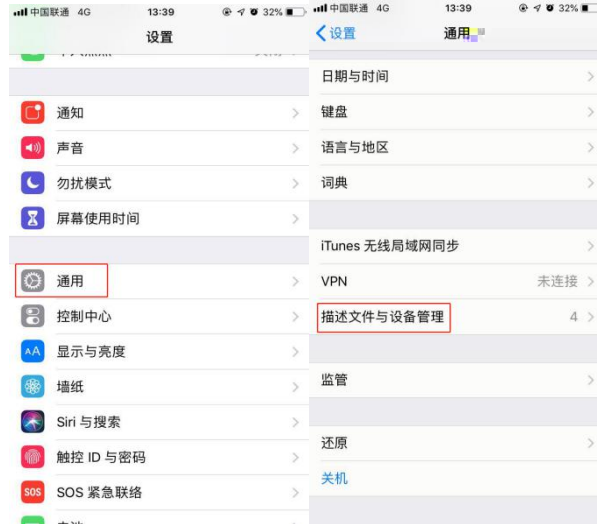 中国联通 4G 13:39 32%
设置
通知
声音
勿扰模式
屏幕使用时间
通用
控制中心
AA 显示与亮度
墙纸
Siri 与搜索
触控 ID 与密码
SOS SOS 紧急联络
中国联通 4G 13:39 32%
设置 通用
日期与时间
键盘
语言与地区
词典
iTunes 无线局域网同步
VPN 未连接
描述文件与设备管理 4
监管
还原
关机